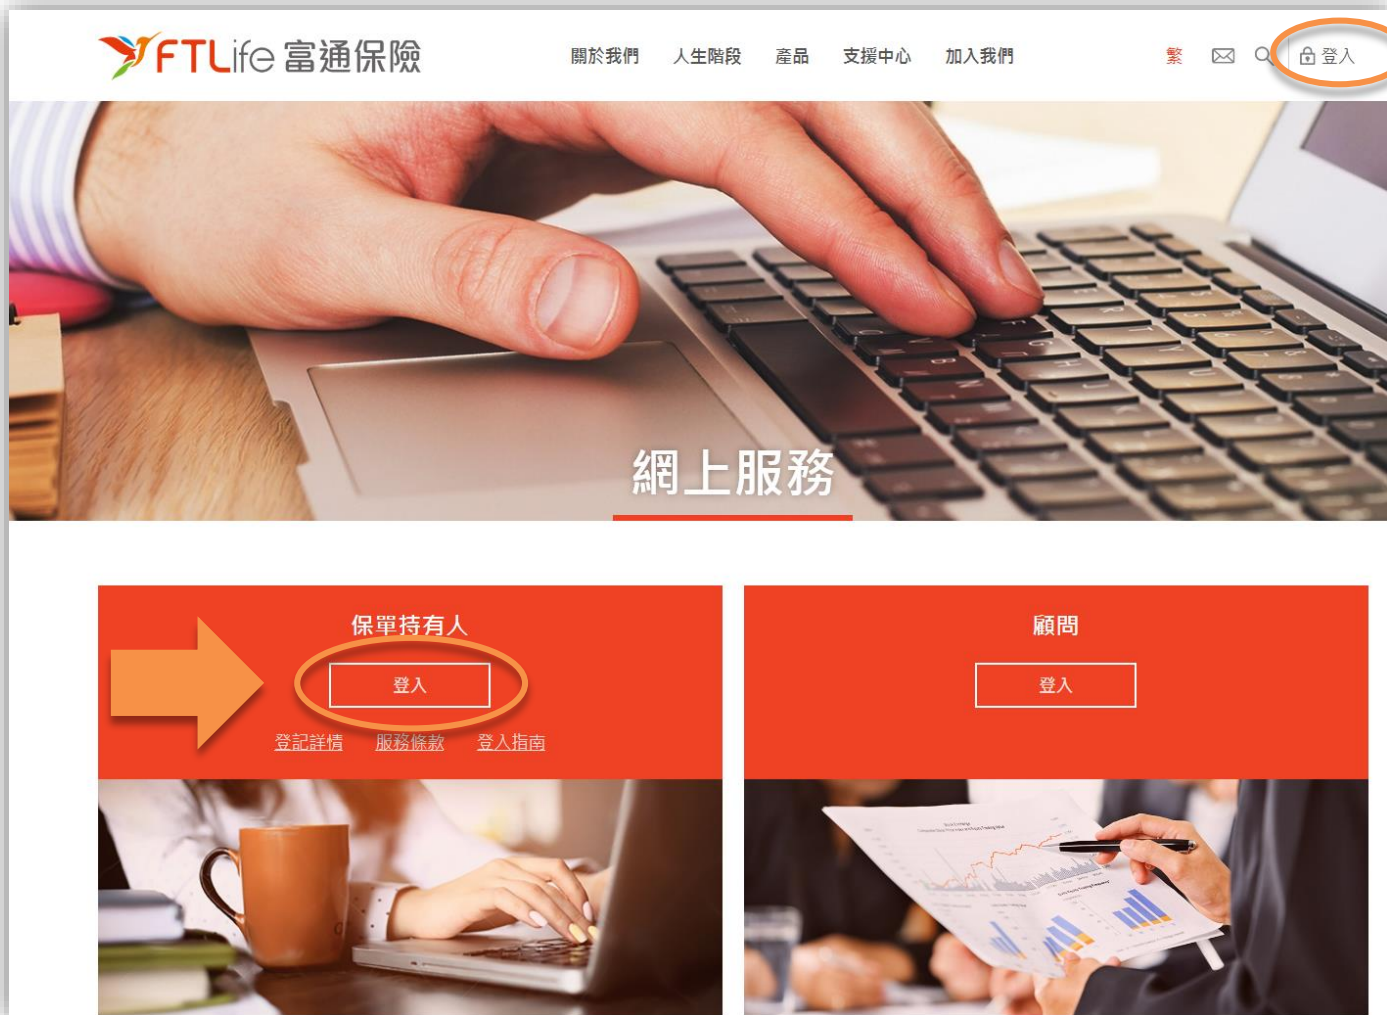 FTLife 富通保險
關於我們 人生階段 產品 支援中心 加入我們 繁 登入
網上服務
保單持有人
登入
登記詳情 服務條款 登入指南
顧問
登入